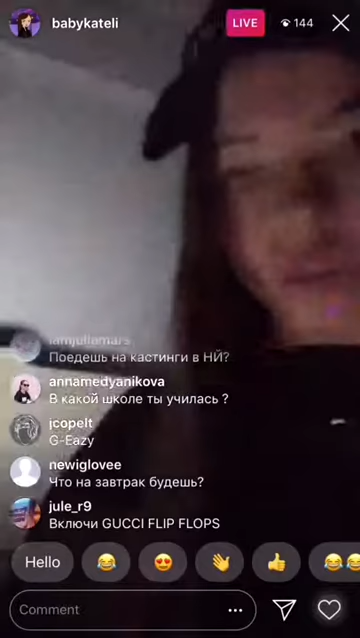 babykateli
LIVE
144
iamjuliamars
Поедешь на кастинги в НЙ?
annamedyanikova
В какой школе ты училась ?
jcopelt
G-Eazy
newiglovee
Что на завтрак будешь?
jule_r9
Включи GUCCI FLIP FLOPS
Hello
Comment